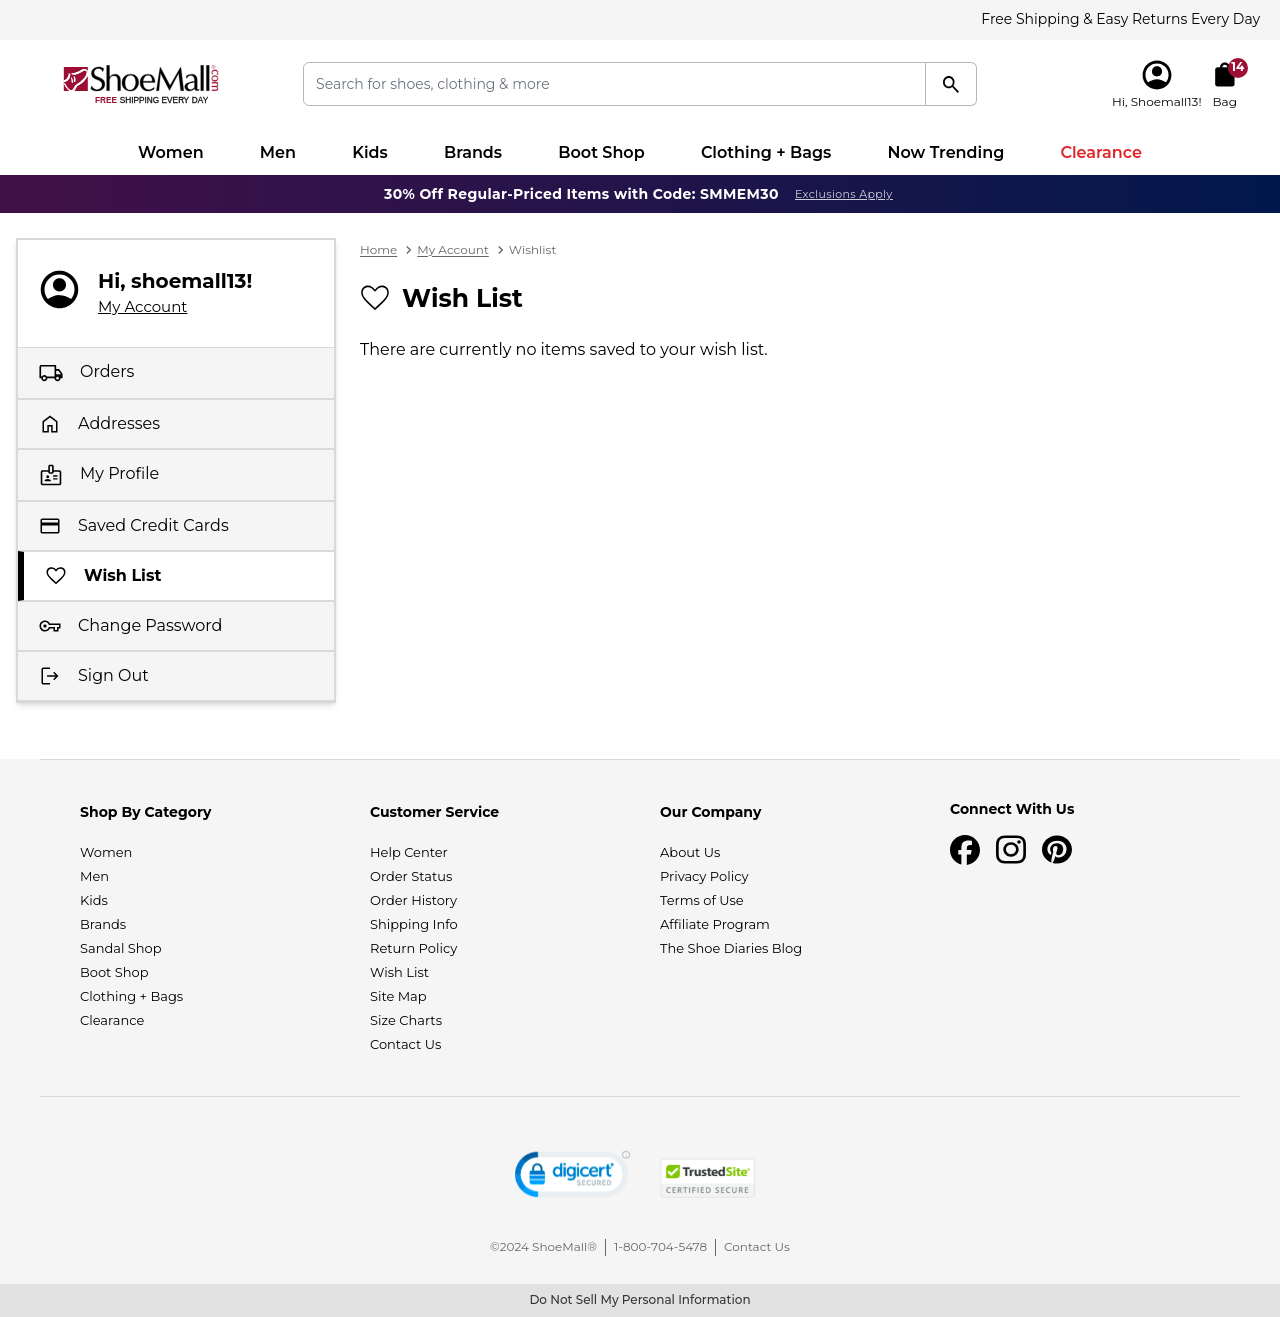 Free Shipping & Easy Returns Every Day
ShoeMall.com
FREE SHIPPING EVERY DAY
Search for shoes, clothing & more
14
Hi, Shoemall13!
Bag
Women
Men
Kids
Brands
Boot Shop
Clothing + Bags
Now Trending
Clearance
30% Off Regular-Priced Items with Code: SMMEM30
Exclusions Apply
Hi, shoemall13!
My Account
Orders
Addresses
My Profile
Saved Credit Cards
Wish List
Change Password
Sign Out
Home > My Account > Wishlist
Wish List
There are currently no items saved to your wish list.
Shop By Category
Women
Men
Kids
Brands
Sandal Shop
Boot Shop
Clothing + Bags
Clearance
Customer Service
Help Center
Order Status
Order History
Shipping Info
Return Policy
Wish List
Site Map
Size Charts
Contact Us
Our Company
About Us
Privacy Policy
Terms of Use
Affiliate Program
The Shoe Diaries Blog
Connect With Us
digicert
SECURED
TrustedSite
CERTIFIED SECURE
©2024 ShoeMall®
1-800-704-5478
Contact Us
Do Not Sell My Personal Information